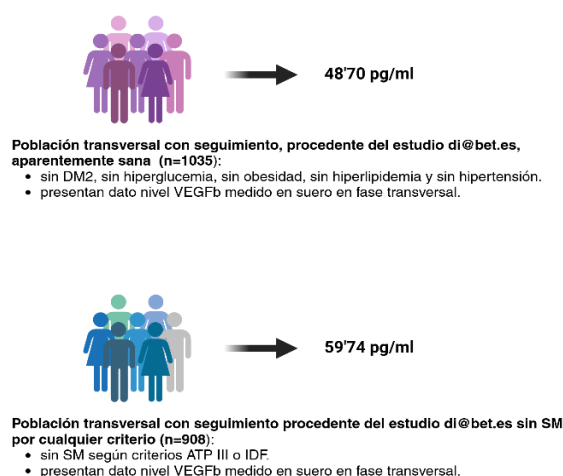 48'70 pg/ml
Población transversal con seguimiento, procedente del estudio di@bet.es,
aparentemente sana (n=1035):
• sin DM2, sin hiperglucemia, sin obesidad, sin hiperlipidemia y sin hipertensión.
• presentan dato nivel VEGFb medido en suero en fase transversal.
59'74 pg/ml
Población transversal con seguimiento procedente del estudio di@bet.es sin SM
por cualquier criterio (n=908):
• sin SM según criterios ATP III o IDF.
• presentan dato nivel VEGFb medido en suero en fase transversal.